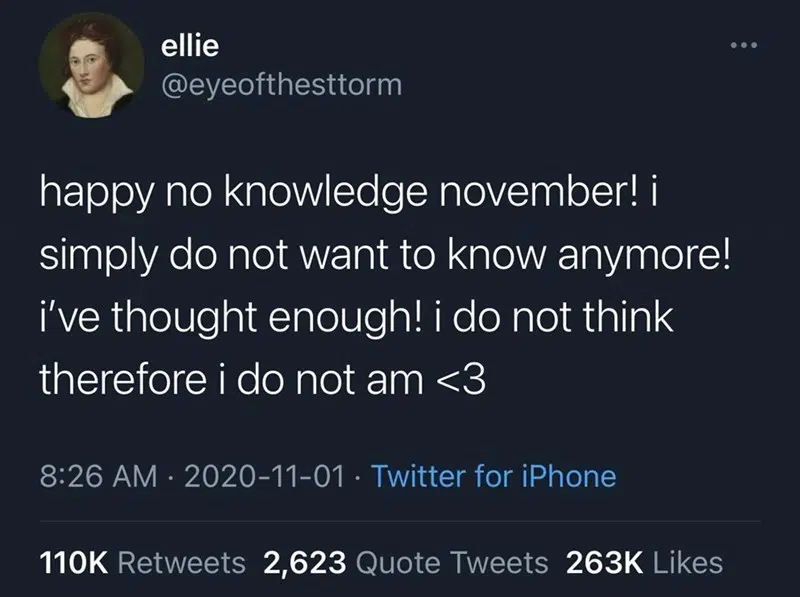 ellie
@eyeofthesttorm
happy no knowledge november! i
simply do not want to know anymore!
i've thought enough! i do not think
therefore i do not am <3
8:26 AM · 2020-11-01 · Twitter for iPhone
110K Retweets 2,623 Quote Tweets 263K Likes